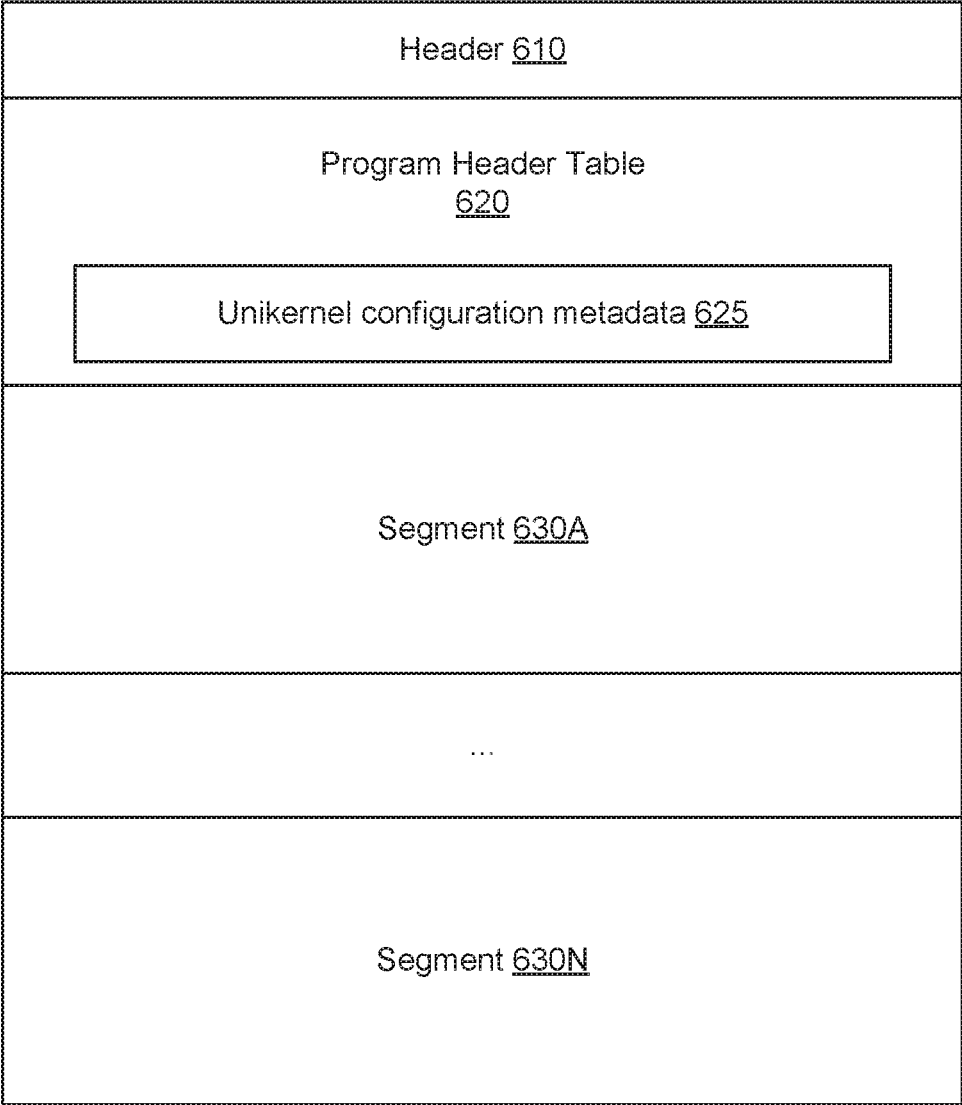 Header 610
Program Header Table
620
Unikernel configuration metadata 625
Segment 630A
...
Segment 630N